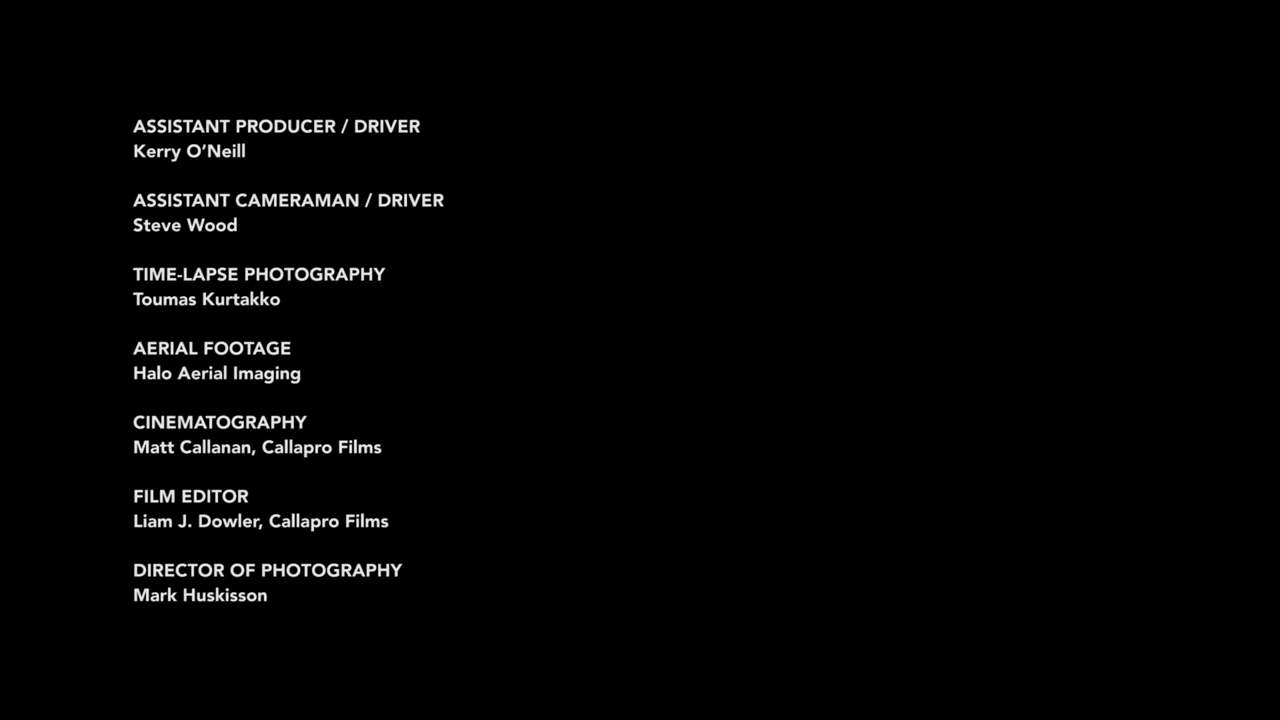 ASSISTANT PRODUCER / DRIVER
Kerry O’Neill
ASSISTANT CAMERAMAN / DRIVER
Steve Wood
TIME-LAPSE PHOTOGRAPHY
Toumas Kurtakko
AERIAL FOOTAGE
Halo Aerial Imaging
CINEMATOGRAPHY
Matt Callanan, Callapro Films
FILM EDITOR
Liam J. Dowler, Callapro Films
DIRECTOR OF PHOTOGRAPHY
Mark Huskisson